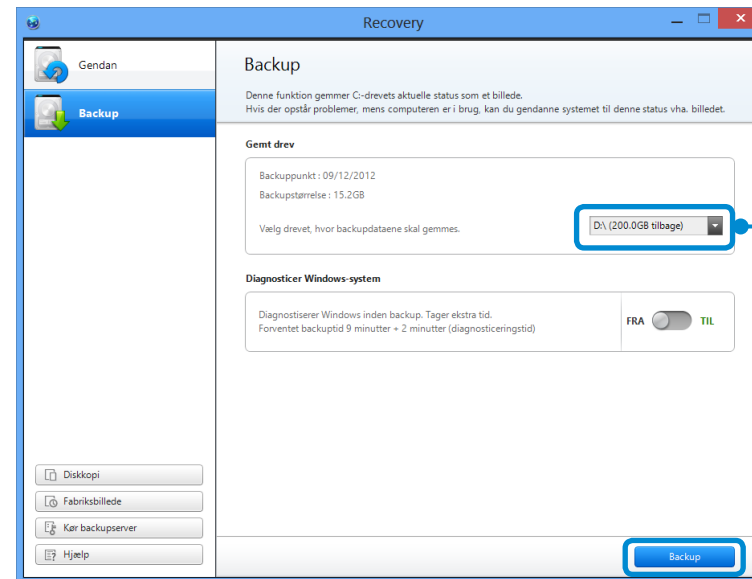 Recovery
Gendan
Backup
Diskkopi
Fabriksbillede
Kør backupserver
Hjælp
Backup
Denne funktion gemmer C:-drevets aktuelle status som et billede.
Hvis der opstår problemer, mens computeren er i brug, kan du gendanne systemet til denne status vha. billedet.
Gemt drev
Backuppunkt : 09/12/2012
Backupstørrelse : 15.2GB
Vælg drevet, hvor backupdataene skal gemmes.
D:\ (200.0GB tilbage)
Diagnosticer Windows-system
Diagnostiserer Windows inden backup. Tager ekstra tid.
Forventet backuptid 9 minutter + 2 minutter (diagnosticeringstid)
FRA TIL
Backup